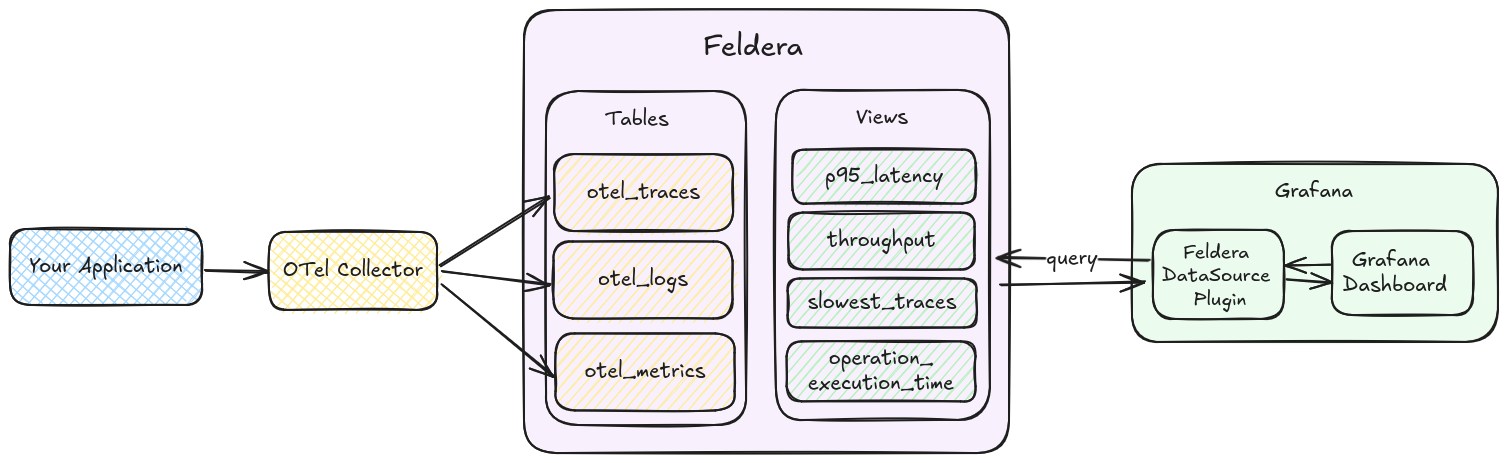 Feldera
Tables
Views
otel_traces
p95_latency
Grafana
throughput
Your Application
OTel Collector
otel_logs
query
Feldera
DataSource
Plugin
Grafana
Dashboard
slowest_traces
otel_metrics
operation_
execution_time